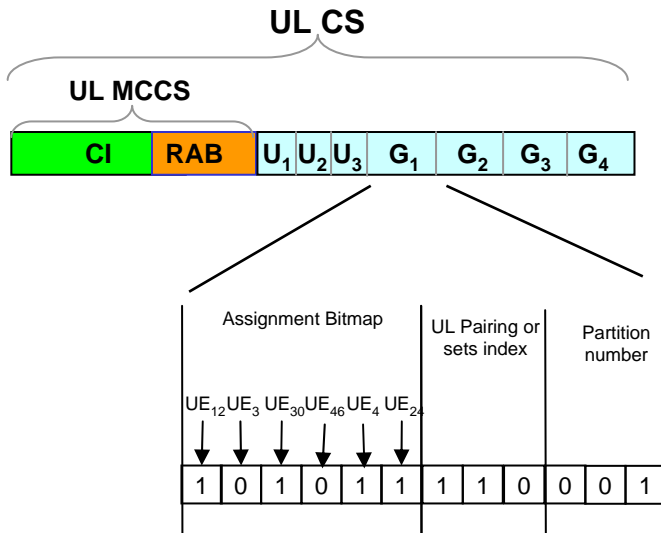 UL CS
UL MCCS
CI RAB U1 U2 U3 G1 G2 G3 G4
Assignment Bitmap
UL Pairing or
sets index
Partition
number
UE12 UE3 UE30 UE46 UE4 UE24
1 0 1 0 1 1 1 1 0 0 0 1